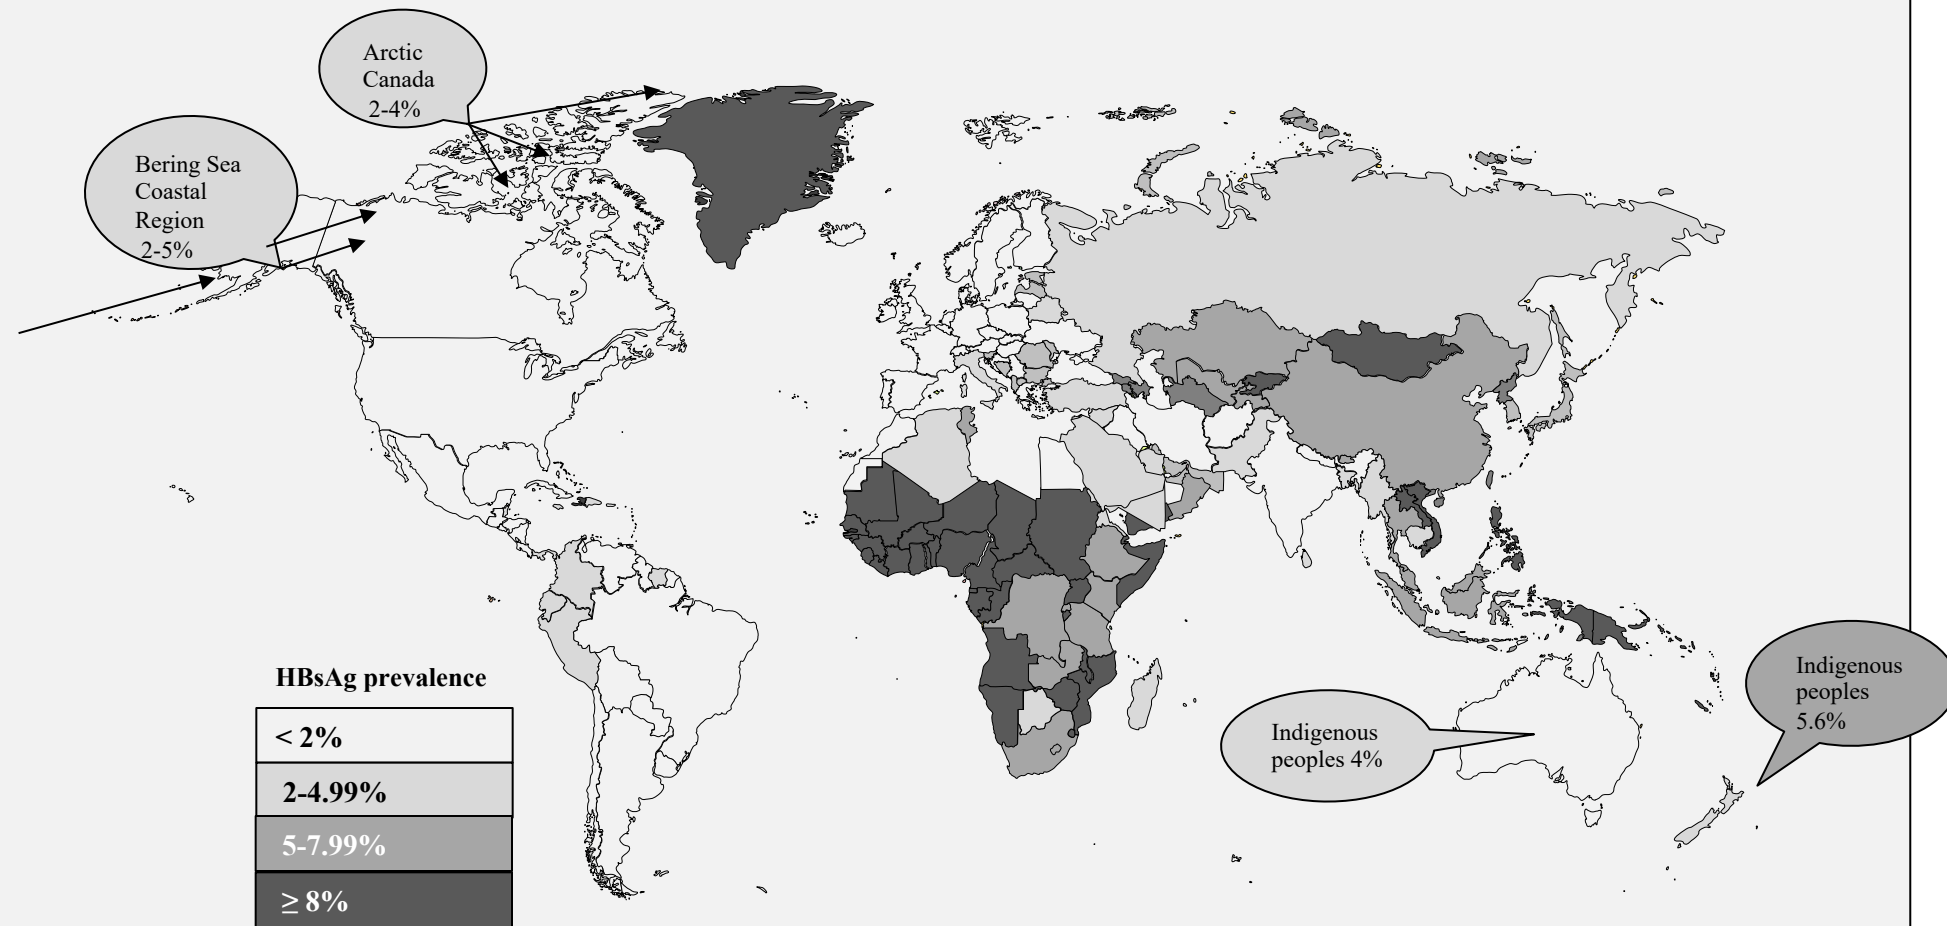 Arctic
Canada
2-4%
Bering Sea
Coastal
Region
2-5%
HBsAg prevalence
< 2%
2-4.99%
5-7.99%
≥ 8%
Indigenous
peoples 4%
Indigenous
peoples
5.6%